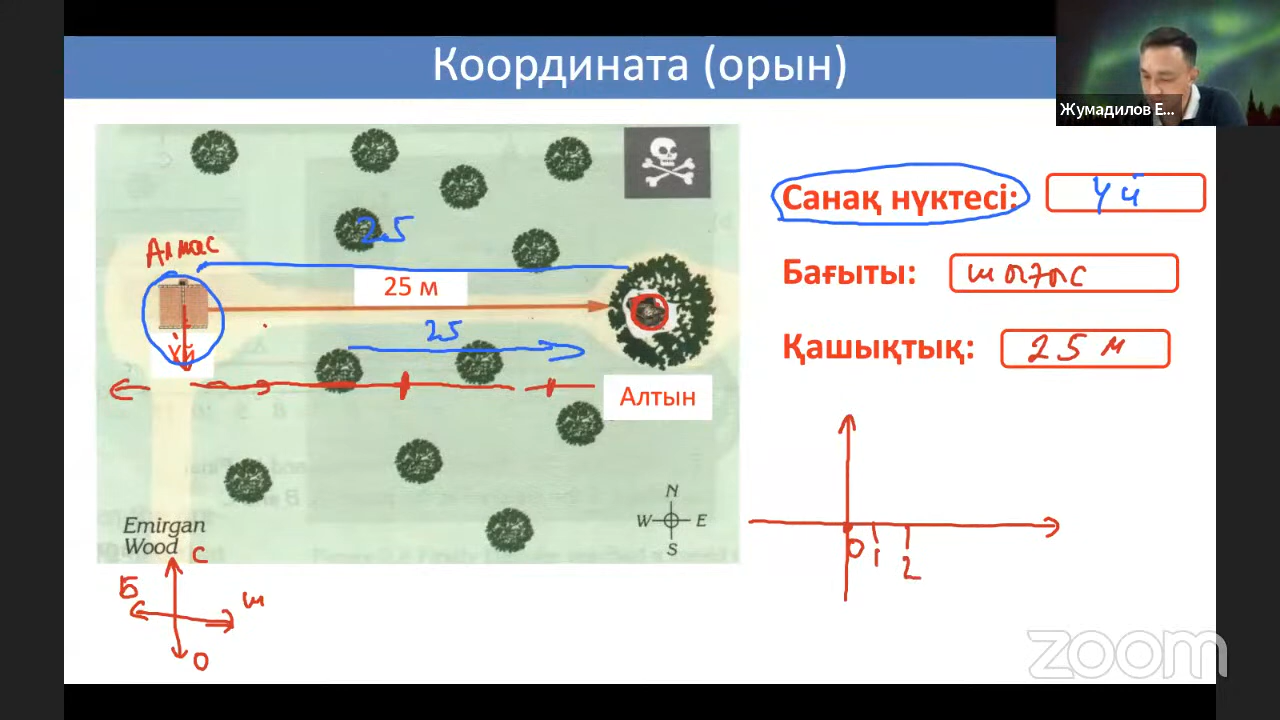 Координата (орын)
Жумадилов Е...
Санақ нүктесі: Үй
Бағыты: шығыс
Қашықтық: 25 м
Алмас
25
25 м
25
Үй
Алтын
N
W E
S
Emirgan
Wood
С
Б Ш
О
0 1 2
zoom